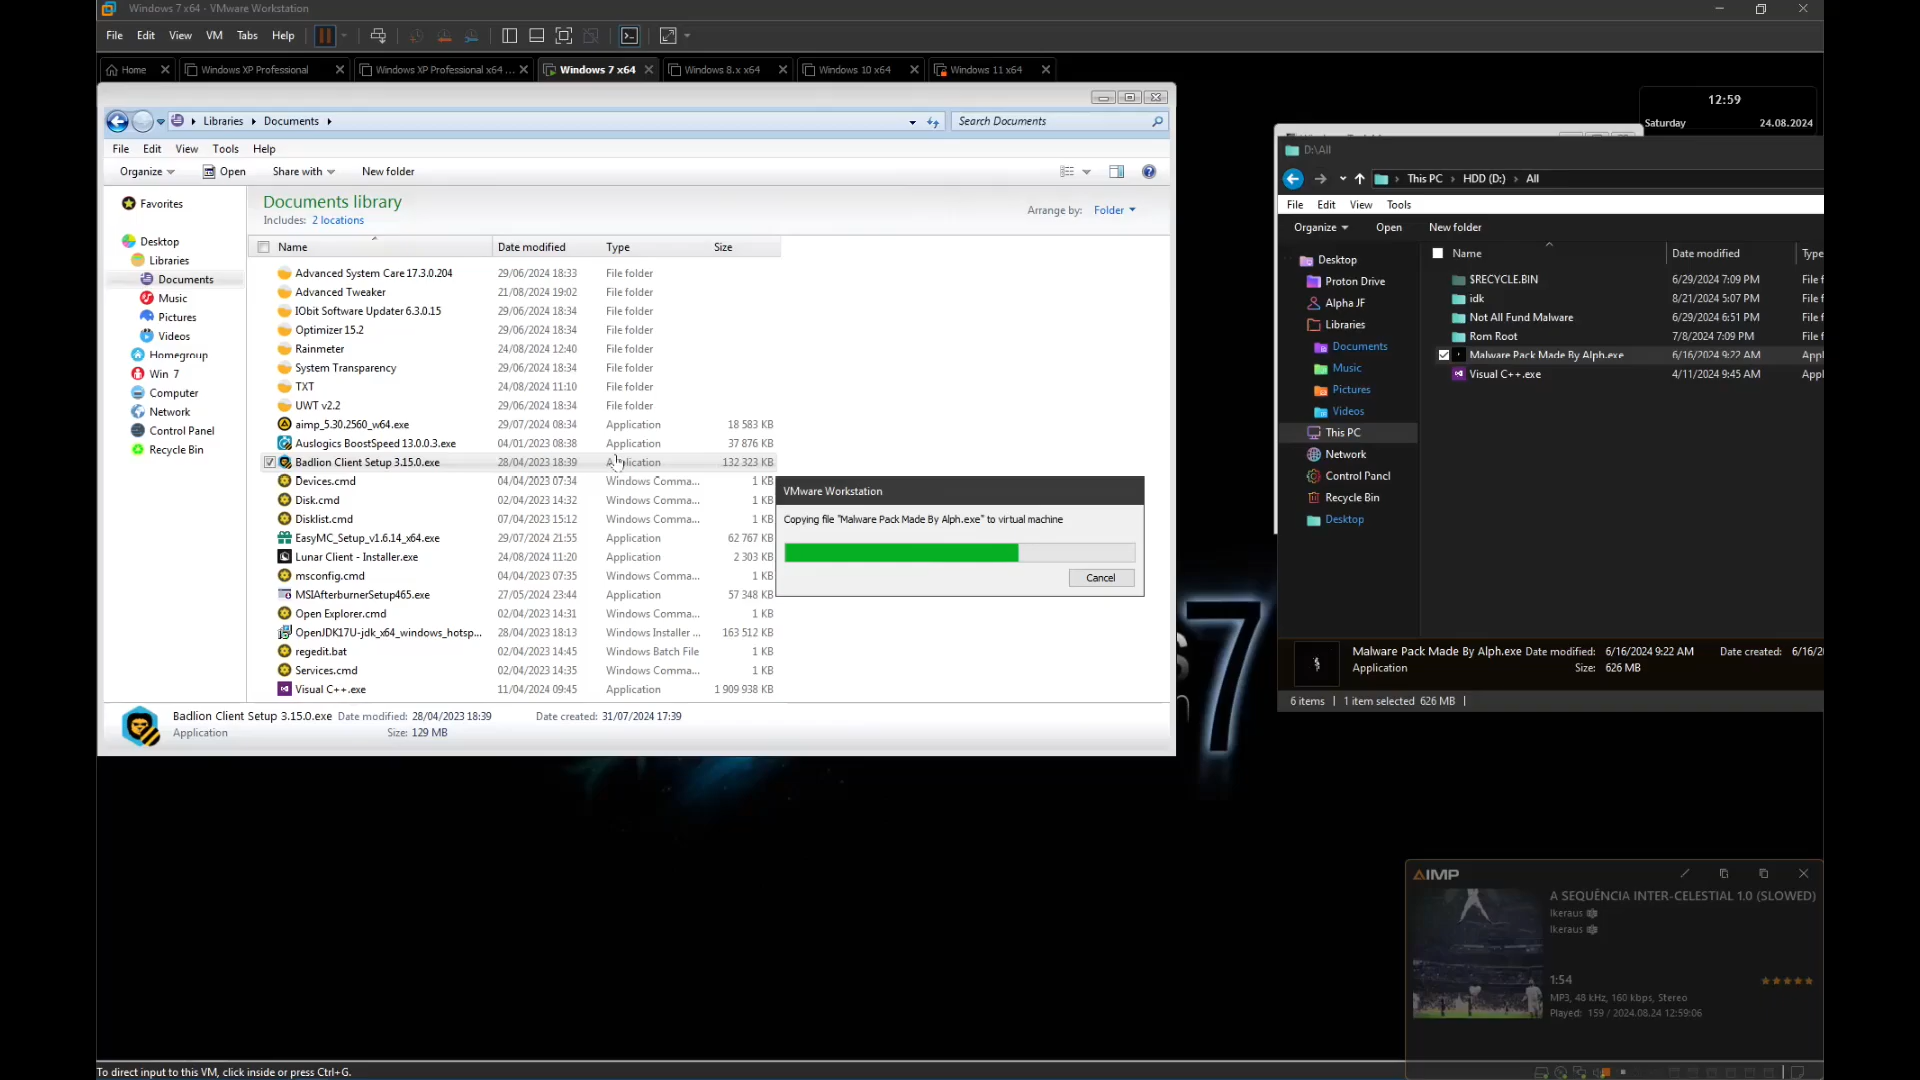 Windows 7 x64 - VMware Workstation
File Edit View VM Tabs Help
Home Windows XP Professional Windows XP Professional x64 ... Windows 7 x64 Windows 8.x x64 Windows 10 x64 Windows 11 x64
Libraries Documents
Search Documents
File Edit View Tools Help
Organize Open Share with New folder
Favorites
Desktop
Libraries
Documents
Music
Pictures
Videos
Homegroup
Win 7
Computer
Network
Control Panel
Recycle Bin
Documents library
Includes: 2 locations
Arrange by: Folder
Name Date modified Type Size
Advanced System Care 17.3.0.204 29/06/2024 18:33 File folder
Advanced Tweaker 21/08/2024 19:02 File folder
IObit Software Updater 6.3.0.15 29/06/2024 18:34 File folder
Optimizer 15.2 29/06/2024 18:34 File folder
Rainmeter 24/08/2024 12:40 File folder
System Transparency 29/06/2024 18:34 File folder
TXT 24/08/2024 11:10 File folder
UWT v2.2 29/06/2024 18:34 File folder
aimp_5.30.2560_w64.exe 29/07/2024 08:34 Application 18 583 KB
Auslogics BoostSpeed 13.0.0.3.exe 04/01/2023 08:38 Application 37 876 KB
Badlion Client Setup 3.15.0.exe 28/04/2023 18:39 Application 132 323 KB
Devices.cmd 04/04/2023 07:34 Windows Comma... 1 KB
Disk.cmd 02/04/2023 14:32 Windows Comma... 1 KB
Disklist.cmd 07/04/2023 15:12 Windows Comma... 1 KB
EasyMC_Setup_v1.6.14_x64.exe 29/07/2024 21:55 Application 62 767 KB
Lunar Client - Installer.exe 24/08/2024 11:20 Application 2 303 KB
msconfig.cmd 04/04/2023 07:35 Windows Comma... 1 KB
MSIAfterburnerSetup465.exe 27/05/2024 23:44 Application 57 348 KB
Open Explorer.cmd 02/04/2023 14:31 Windows Comma... 1 KB
OpenJDK17U-jdk_x64_windows_hotsp... 28/04/2023 18:13 Windows Installer ... 163 512 KB
regedit.bat 02/04/2023 14:45 Windows Batch File 1 KB
Services.cmd 02/04/2023 14:35 Windows Comma... 1 KB
Visual C++.exe 11/04/2024 09:45 Application 1 909 938 KB
Badlion Client Setup 3.15.0.exe Date modified: 28/04/2023 18:39 Date created: 31/07/2024 17:39
Application Size: 129 MB
VMware Workstation
Copying file "Malware Pack Made By Alph.exe" to virtual machine
Cancel
12:59
Saturday 24.08.2024
D:\All
This PC HDD (D:) All
File Edit View Tools
Organize Open New folder
Desktop
Proton Drive
Alpha JF
Libraries
Documents
Music
Pictures
Videos
This PC
Network
Control Panel
Recycle Bin
Desktop
Name Date modified Type
$RECYCLE.BIN 6/29/2024 7:09 PM File f
idk 8/21/2024 5:07 PM File f
Not All Fund Malware 6/29/2024 6:51 PM File f
Rom Root 7/8/2024 7:09 PM File f
Malware Pack Made By Alph.exe 6/16/2024 9:22 AM Appl
Visual C++.exe 4/11/2024 9:45 AM Appl
Malware Pack Made By Alph.exe Date modified: 6/16/2024 9:22 AM Date created: 6/16/2
Application Size: 626 MB
6 items 1 item selected 626 MB
7
AIMP
A SEQUÊNCIA INTER-CELESTIAL 1.0 (SLOWED)
Ikeraus
Ikeraus
1:54
MP3, 48 kHz, 160 kbps, Stereo
Played: 159 / 2024.08.24 12:59:06
To direct input to this VM, click inside or press Ctrl+G.